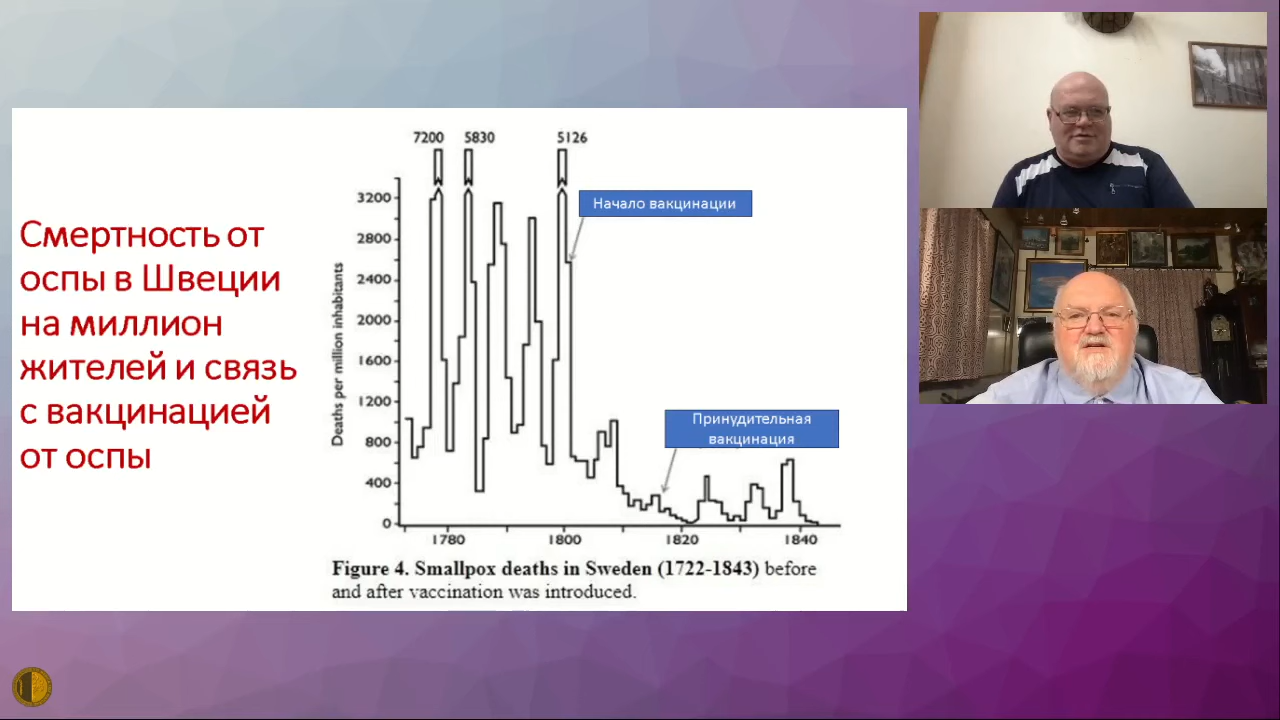 Смертность от
оспы в Швеции
на миллион
жителей и связь
с вакцинацией
от оспы
7200
5830
5126
Начало вакцинации
Принудительная
вакцинация
Deaths per million inhabitants
3200
2800
2400
2000
1600
1200
800
400
0
1780
1800
1820
1840
Figure 4. Smallpox deaths in Sweden (1722-1843) before
and after vaccination was introduced.